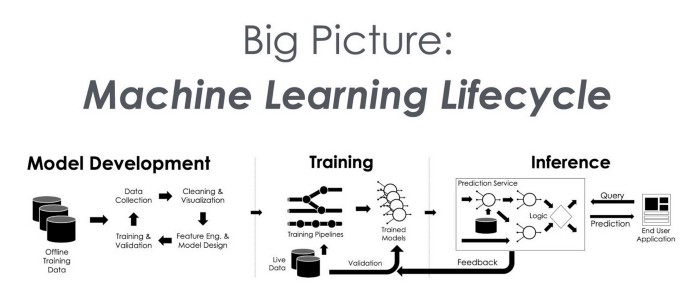 Big Picture:
Machine Learning Lifecycle
Model Development
Data
Collection
Cleaning &
Visualization
Training &
Validation
Feature Eng. &
Model Design
Offline
Training
Data
Training
Training Pipelines
Trained
Models
Live
Data
Validation
Inference
Prediction Service
Logic
Query
Prediction
End User
Application
Feedback